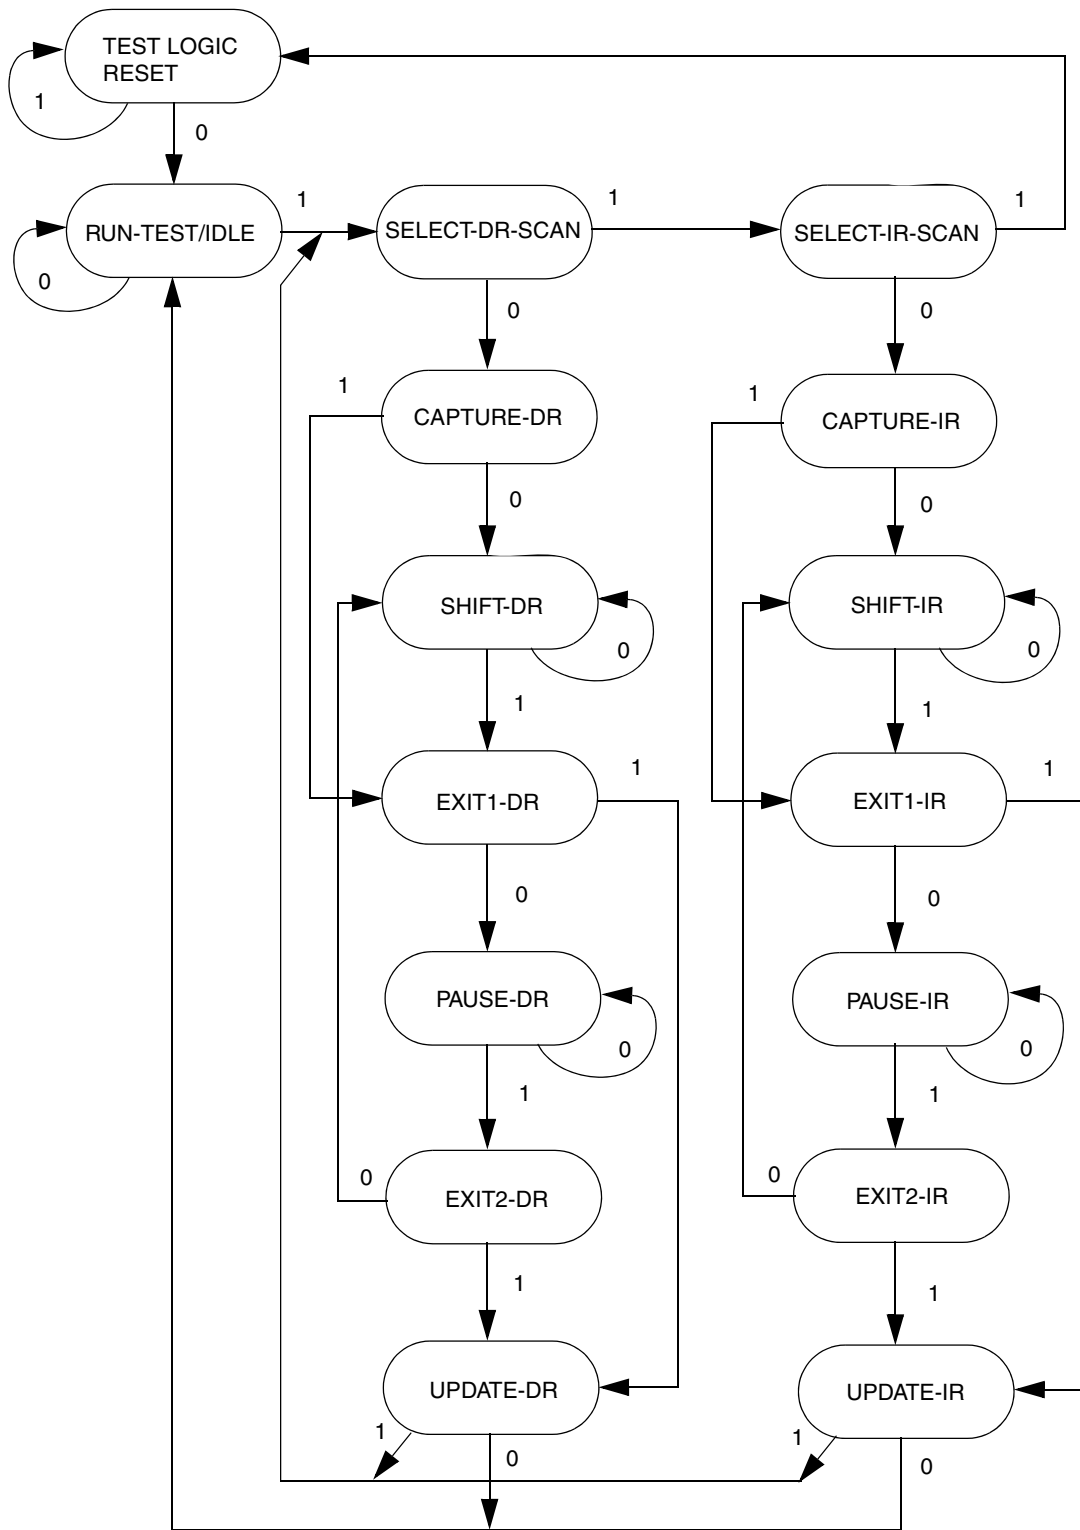 TEST LOGIC
RESET
1
0
RUN-TEST/IDLE
1
SELECT-DR-SCAN
1
SELECT-IR-SCAN
1
0
0
0
1
CAPTURE-DR
1
CAPTURE-IR
0
0
SHIFT-DR
0
SHIFT-IR
0
1
1
EXIT1-DR
1
EXIT1-IR
1
0
0
PAUSE-DR
0
PAUSE-IR
0
1
1
0
EXIT2-DR
0
EXIT2-IR
1
1
UPDATE-DR
UPDATE-IR
1
0
1
0